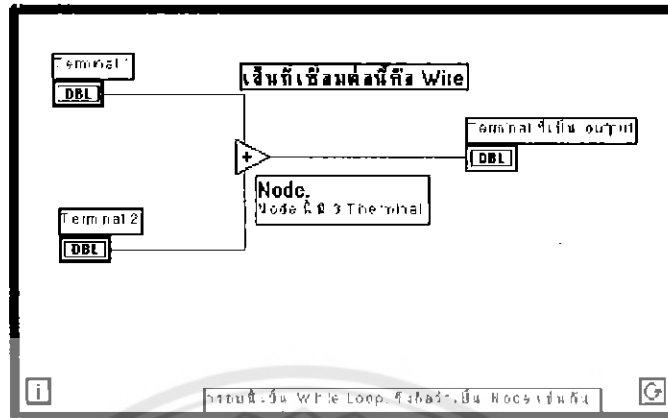 Terminal 1
DBL
เส้นที่เชื่อมต่อนี้คือ Wire
Terminal ที่เป็น output
DBL
+
Node.
Node นี้ มี 3 Therminal
Terminal 2
DBL
i
กรอบนี้เป็น While Loop. ซึ่งถือว่าเป็น Node เช่นกัน